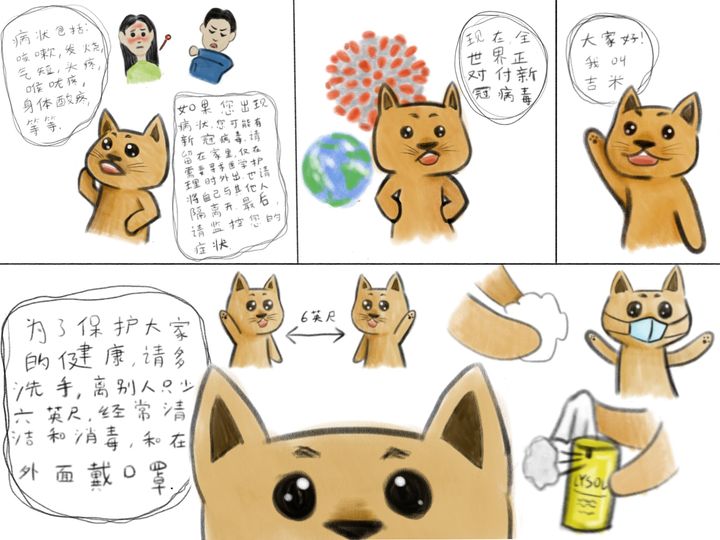 大家好!
我叫
吉米
现在,全
世界正
对付新
冠病毒
病状包括:
咳嗽,发烧,
气短,头疼,
喉咙疼,
身体酸疼,
等等.
如果您出现
病状,您可能有
新冠病毒.请
留在家里,仅在
需要寻求医学护
理时外出.也请
将自己与其他人
隔离开.最后,
请监控您的
症状
为了保护大家
的健康,请多
洗手,离别人只少
六英尺,经常清
洁和消毒,和在
外面戴口罩.
6英尺
LYSOL